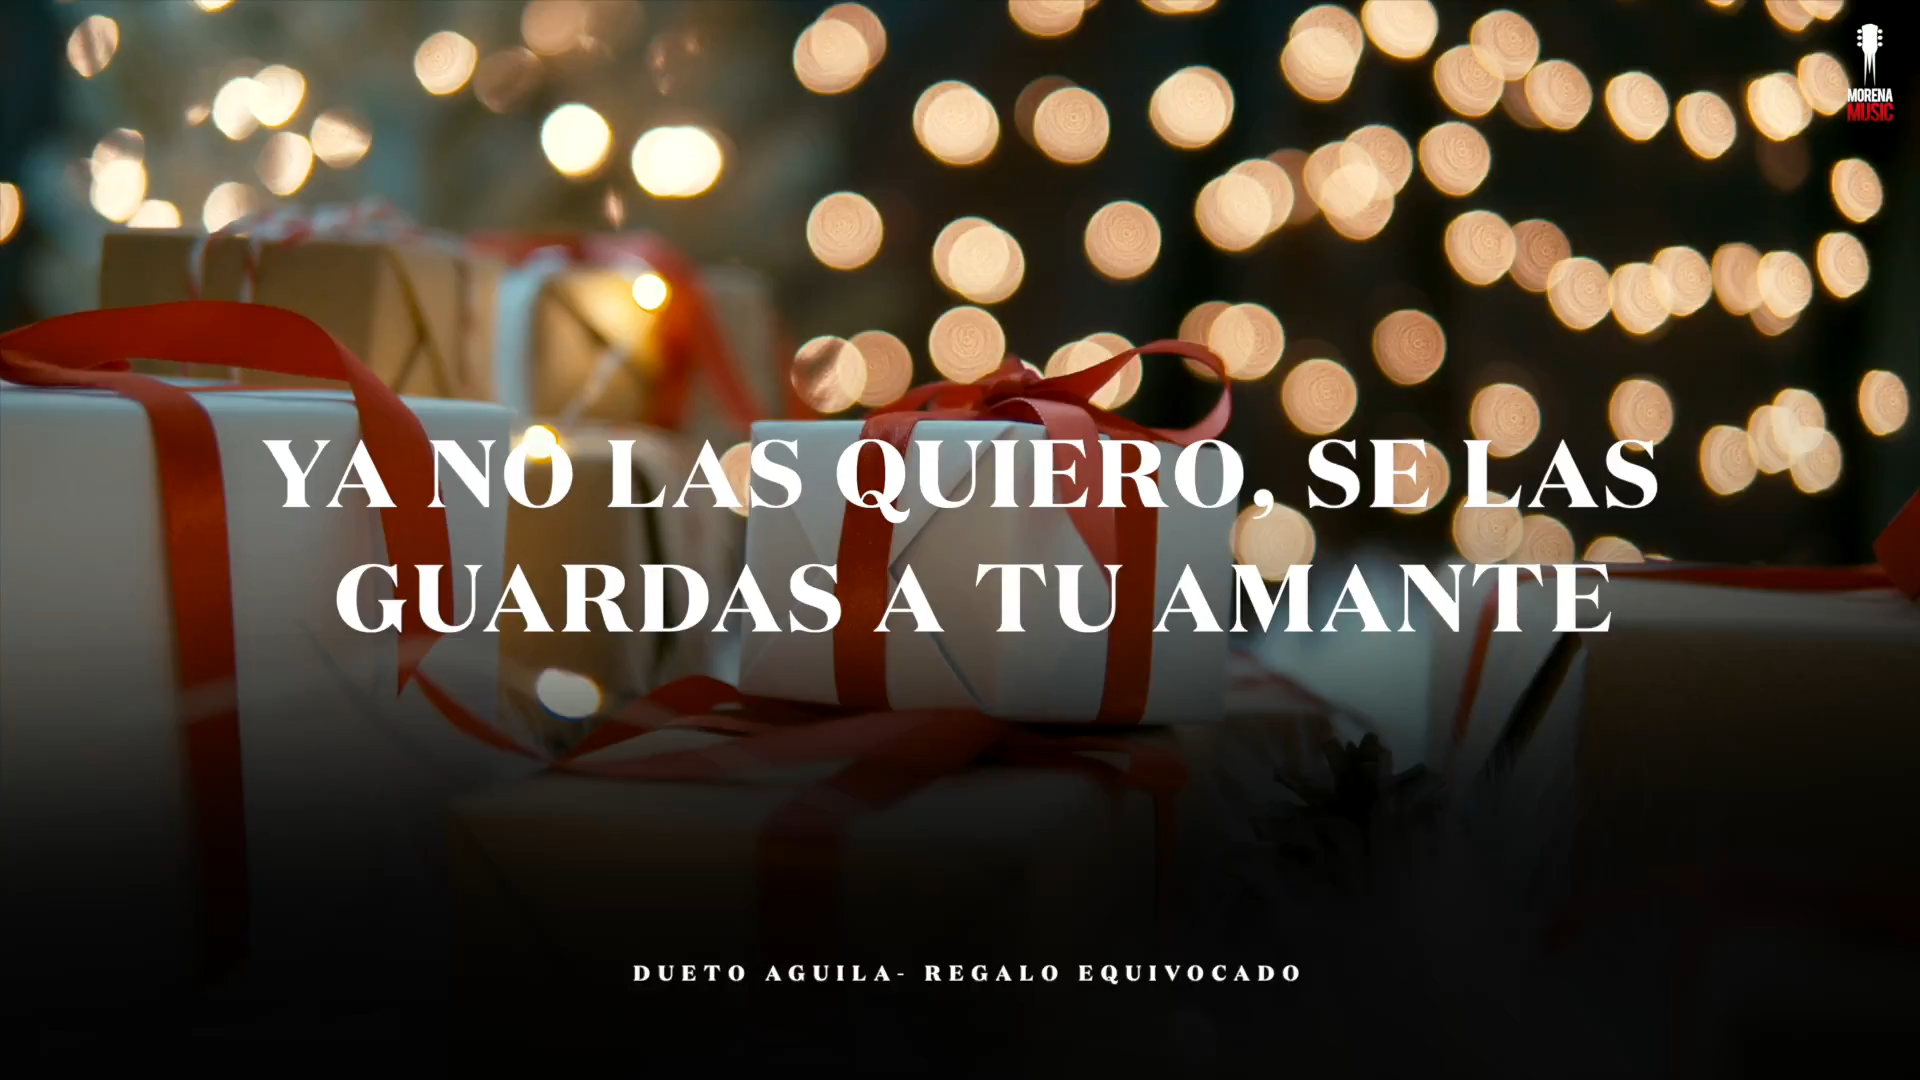 MORENA
MUSIC
YA NO LAS QUIERO, SE LAS
GUARDAS A TU AMANTE
DUETO AGUILA- REGALO EQUIVOCADO